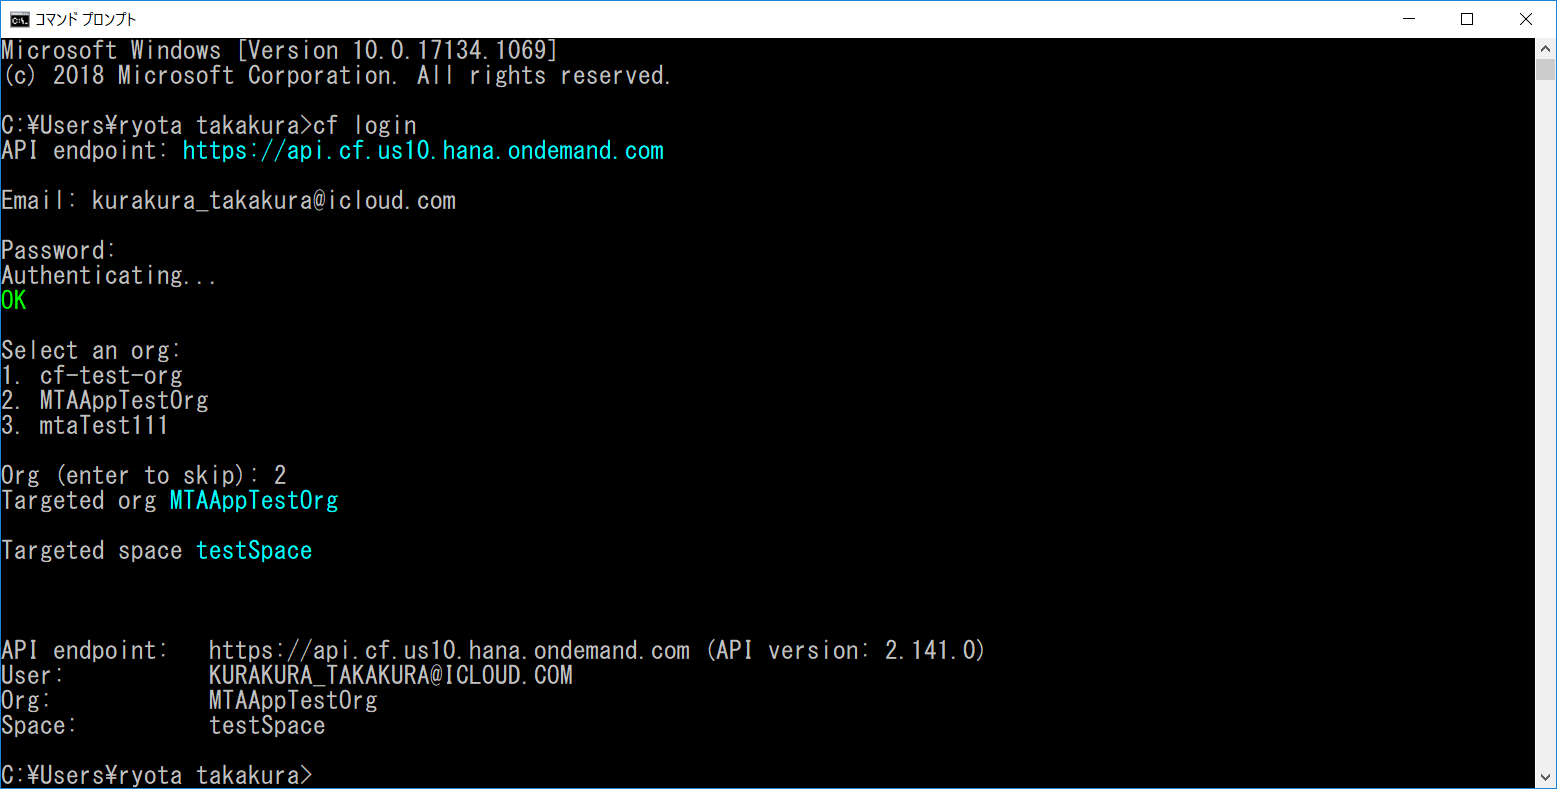 コマンド プロンプト
Microsoft Windows [Version 10.0.17134.1069]
(c) 2018 Microsoft Corporation. All rights reserved.
C:¥Users¥ryota takakura>cf login
API endpoint: https://api.cf.us10.hana.ondemand.com
Email: kurakura_takakura@icloud.com
Password:
Authenticating...
OK
Select an org:
1. cf-test-org
2. MTAAppTestOrg
3. mtaTest111
Org (enter to skip): 2
Targeted org MTAAppTestOrg
Targeted space testSpace
API endpoint:   https://api.cf.us10.hana.ondemand.com (API version: 2.141.0)
User:           KURAKURA_TAKAKURA@ICLOUD.COM
Org:            MTAAppTestOrg
Space:          testSpace
C:¥Users¥ryota takakura>